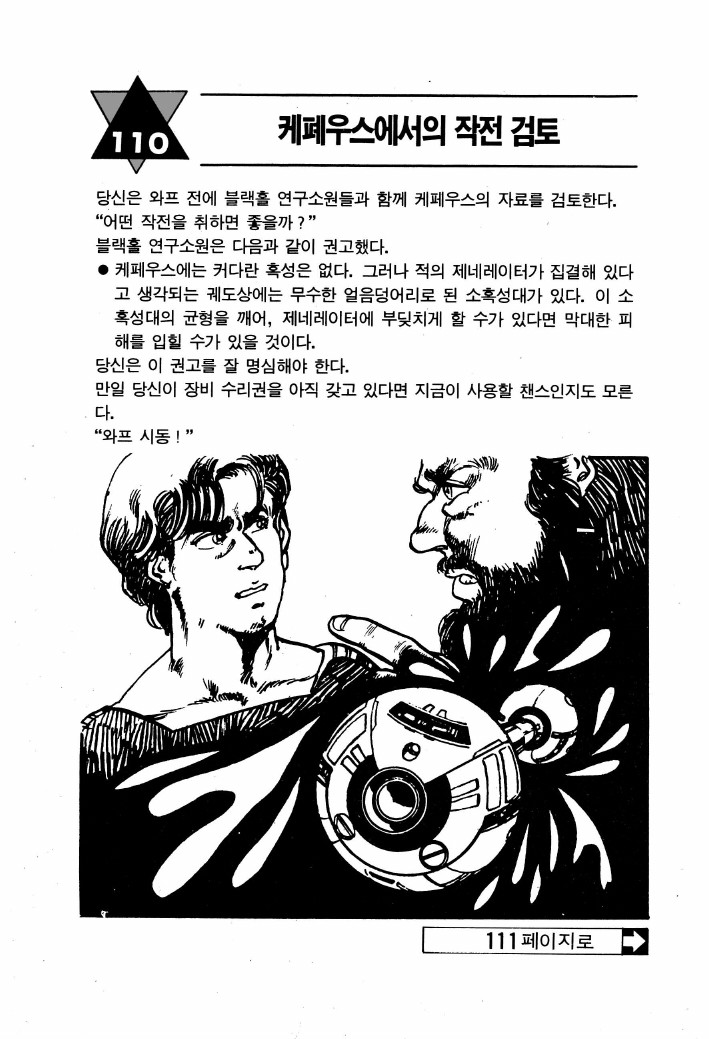 110
케페우스에서의 작전 검토
당신은 와프 전에 블랙홀 연구소원들과 함께 케페우스의 자료를 검토한다.
“어떤 작전을 취하면 좋을까?”
블랙홀 연구소원은 다음과 같이 권고했다.
● 케페우스에는 커다란 혹성은 없다. 그러나 적의 제네레이터가 집결해 있다
고 생각되는 궤도상에는 무수한 얼음덩어리로 된 소혹성대가 있다. 이 소
혹성대의 균형을 깨어, 제네레이터에 부딪치게 할 수가 있다면 막대한 피
해를 입힐 수가 있을 것이다.
당신은 이 권고를 잘 명심해야 한다.
만일 당신이 장비 수리권을 아직 갖고 있다면 지금이 사용할 챈스인지도 모른
다.
“와프 시동!”
111페이지로